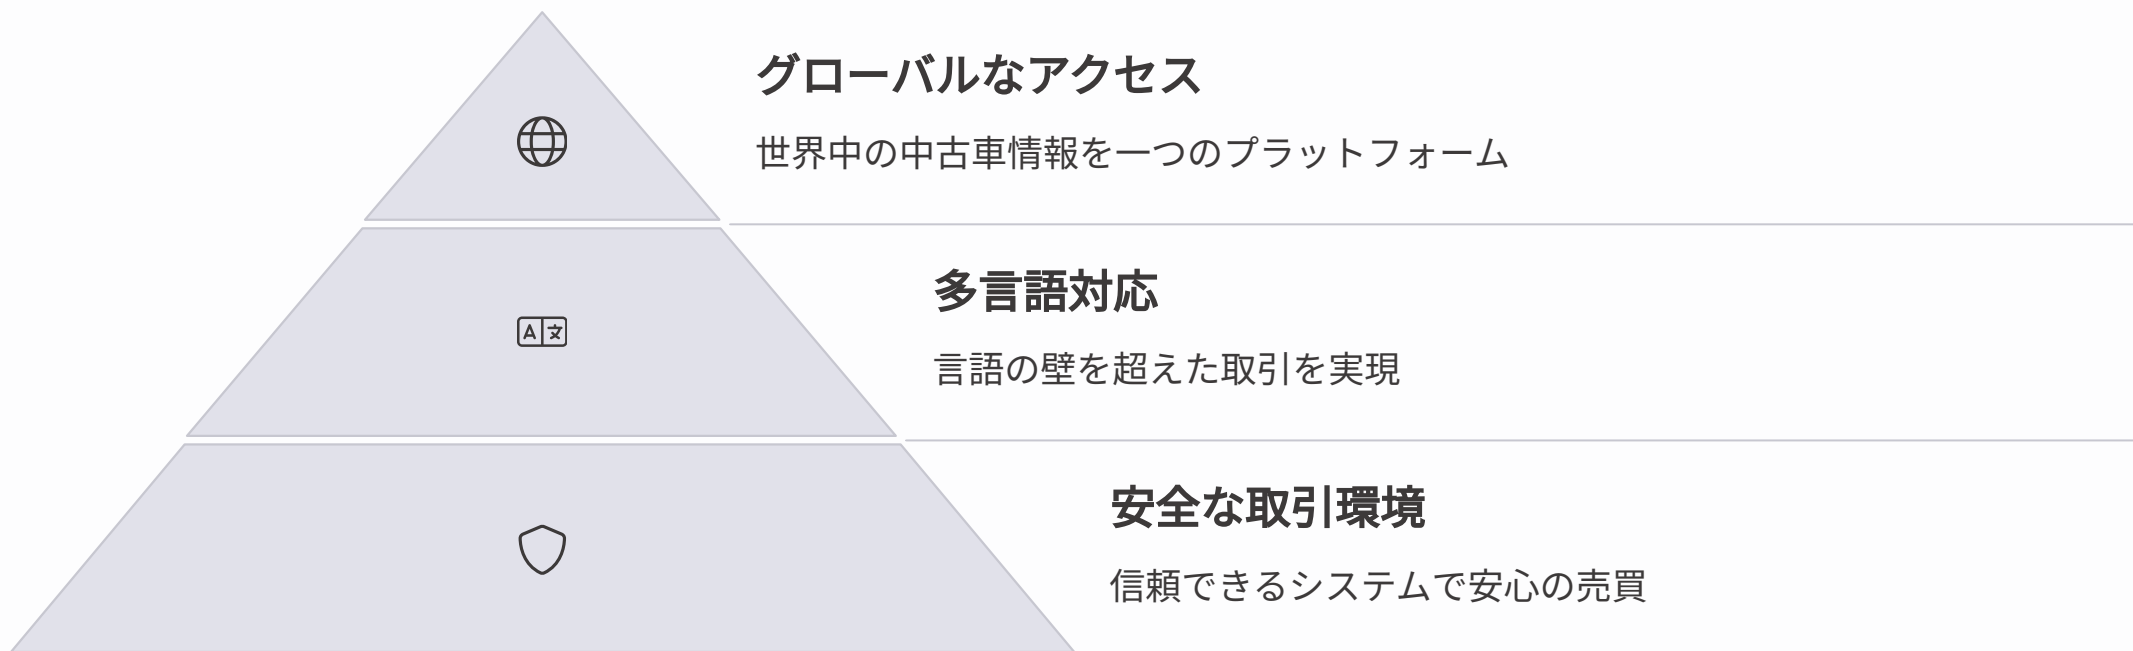 グローバルなアクセス
世界中の中古車情報を一つのプラットフォーム
A 文
多言語対応
言語の壁を超えた取引を実現
安全な取引環境
信頼できるシステムで安心の売買